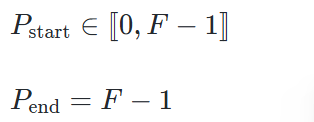 P_start ∈ ⟦0, F − 1⟧
P_end = F − 1